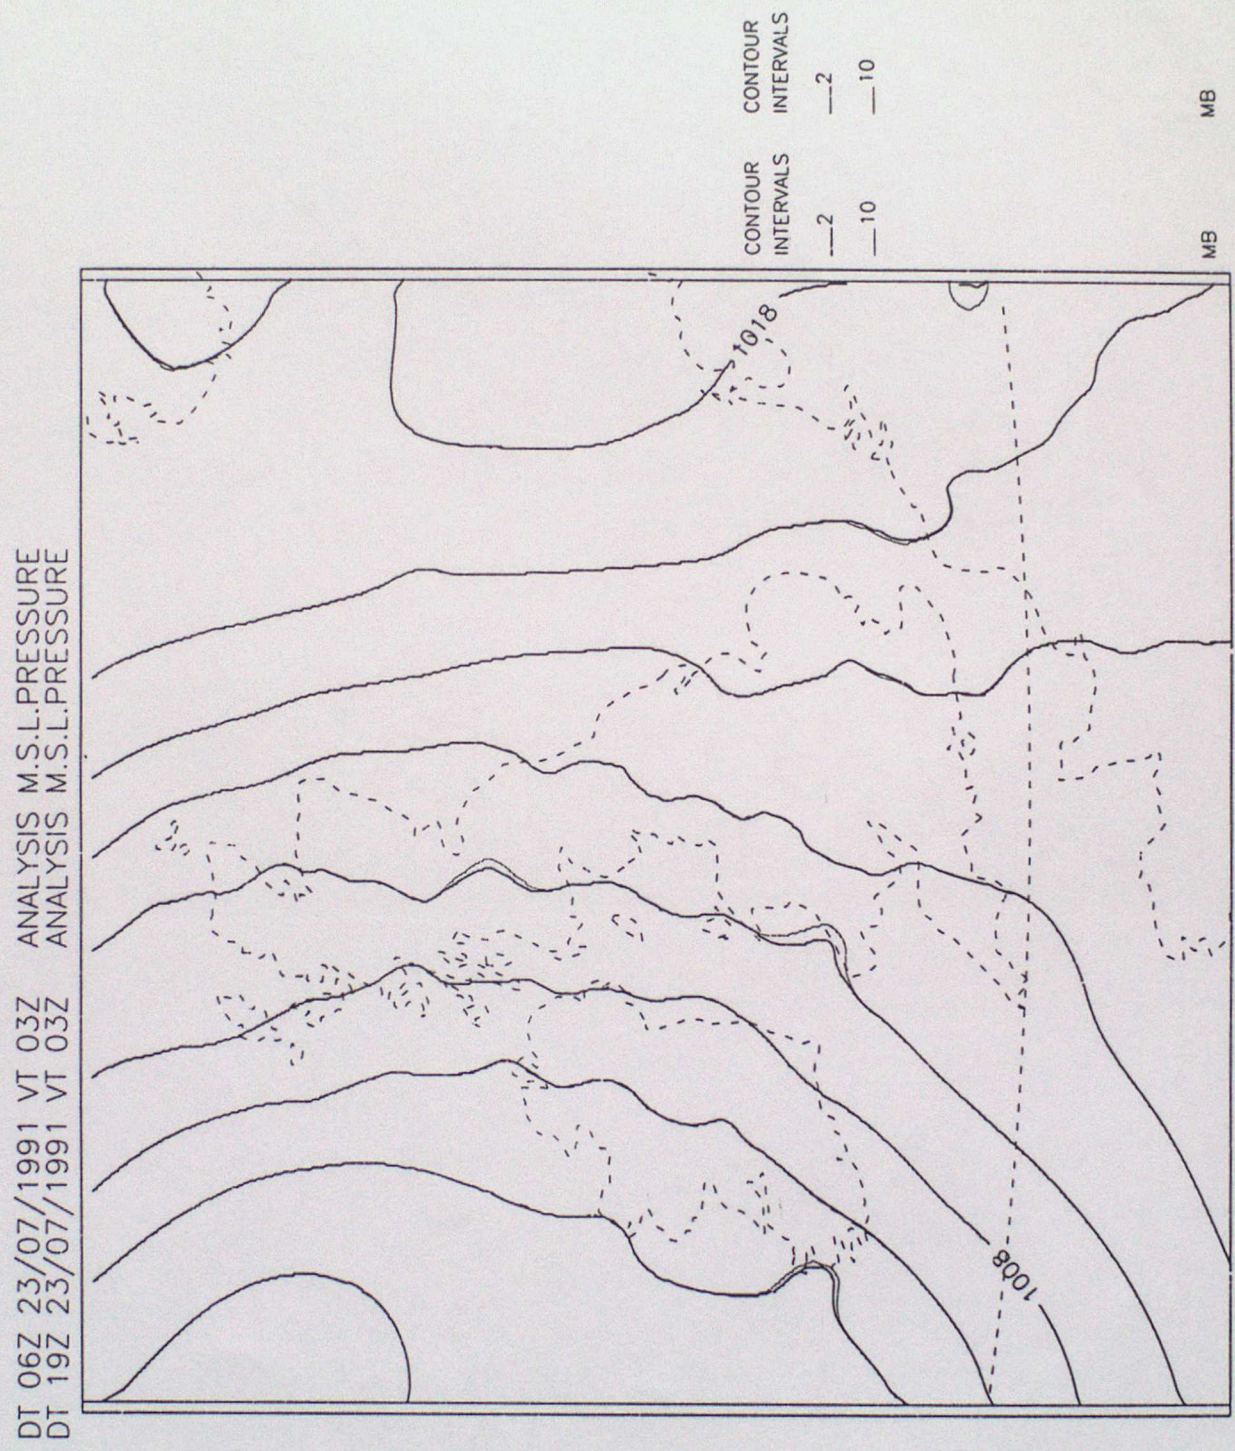 DT 06Z 23/07/1991 VT 03Z ANALYSIS M.S.L.PRESSURE
DT 19Z 23/07/1991 VT 03Z ANALYSIS M.S.L.PRESSURE
1008
1018
MB
CONTOUR
INTERVALS
2
10
MB
CONTOUR
INTERVALS
2
10